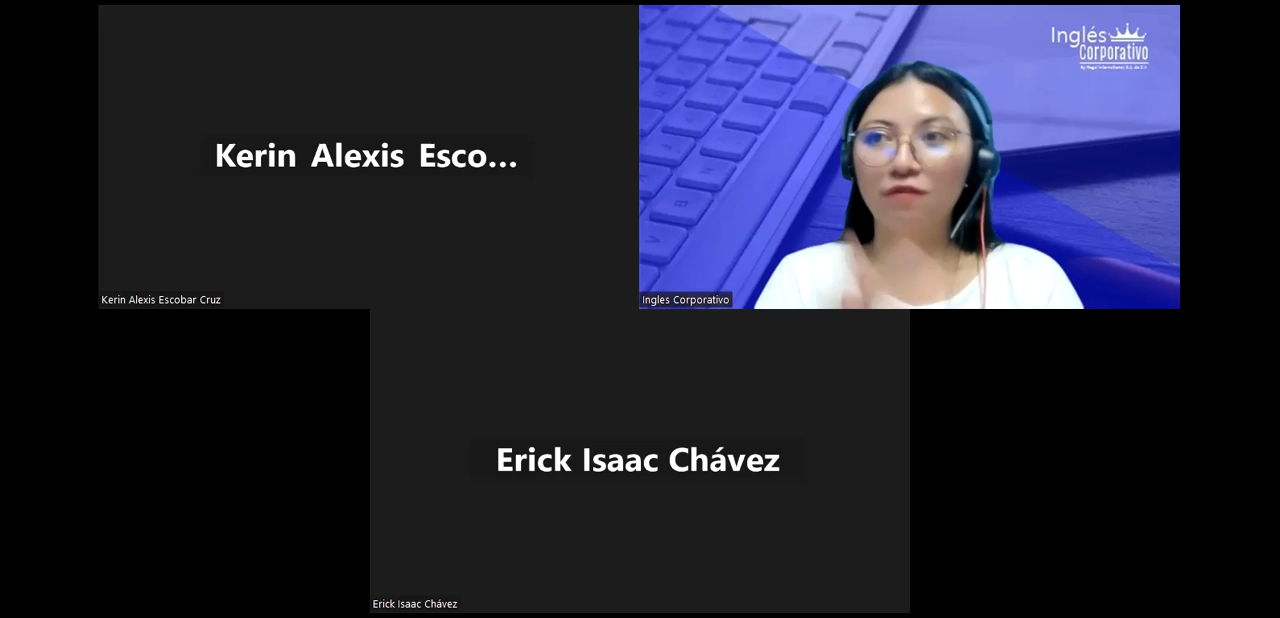 Kerin Alexis Esco...
Kerin Alexis Escobar Cruz
Inglés
Corporativo
Ingles Corporativo
Erick Isaac Chávez
Erick Isaac Chávez